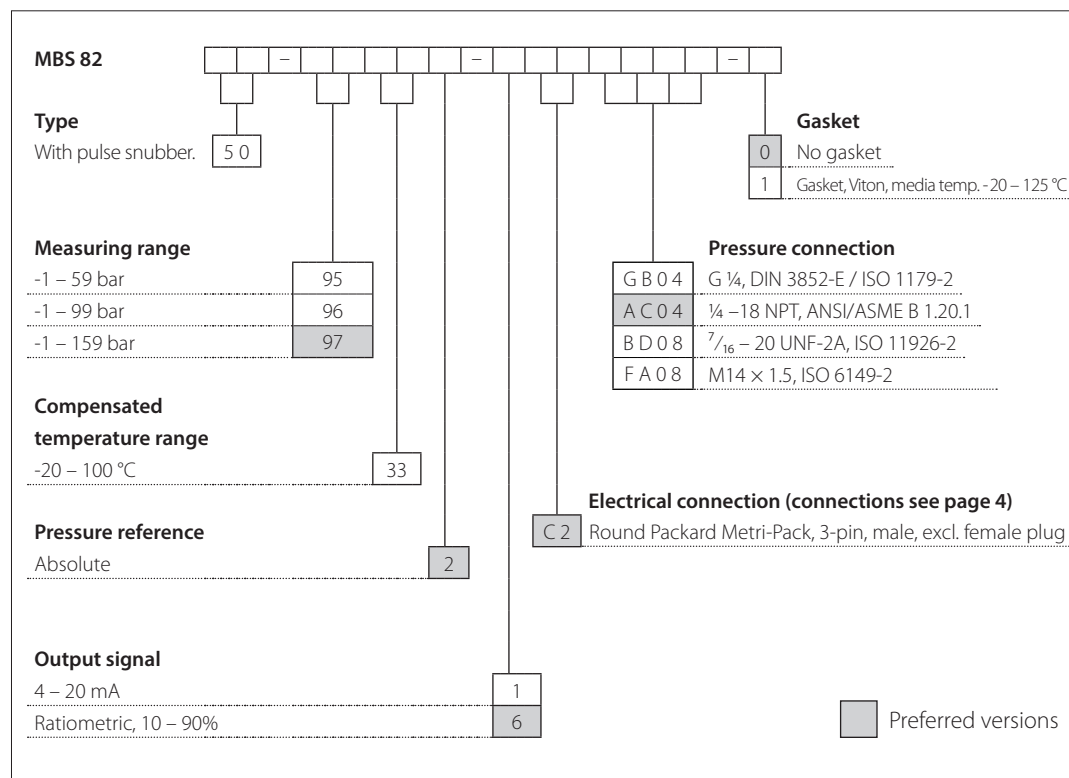 MBS 82 – – –
Type
With pulse snubber. 5 0
Gasket
0 No gasket
1 Gasket, Viton, media temp. -20 – 125 °C
Measuring range
-1 – 59 bar 95
-1 – 99 bar 96
-1 – 159 bar 97
Pressure connection
G B 0 4 G ¼, DIN 3852-E / ISO 1179-2
A C 0 4 ¼ –18 NPT, ANSI/ASME B 1.20.1
B D 0 8 7/16 – 20 UNF-2A, ISO 11926-2
F A 0 8 M14 × 1.5, ISO 6149-2
Compensated
temperature range
-20 – 100 °C 33
Electrical connection (connections see page 4)
C 2 Round Packard Metri-Pack, 3-pin, male, excl. female plug
Pressure reference
Absolute 2
Output signal
4 – 20 mA 1
Ratiometric, 10 – 90% 6
Preferred versions